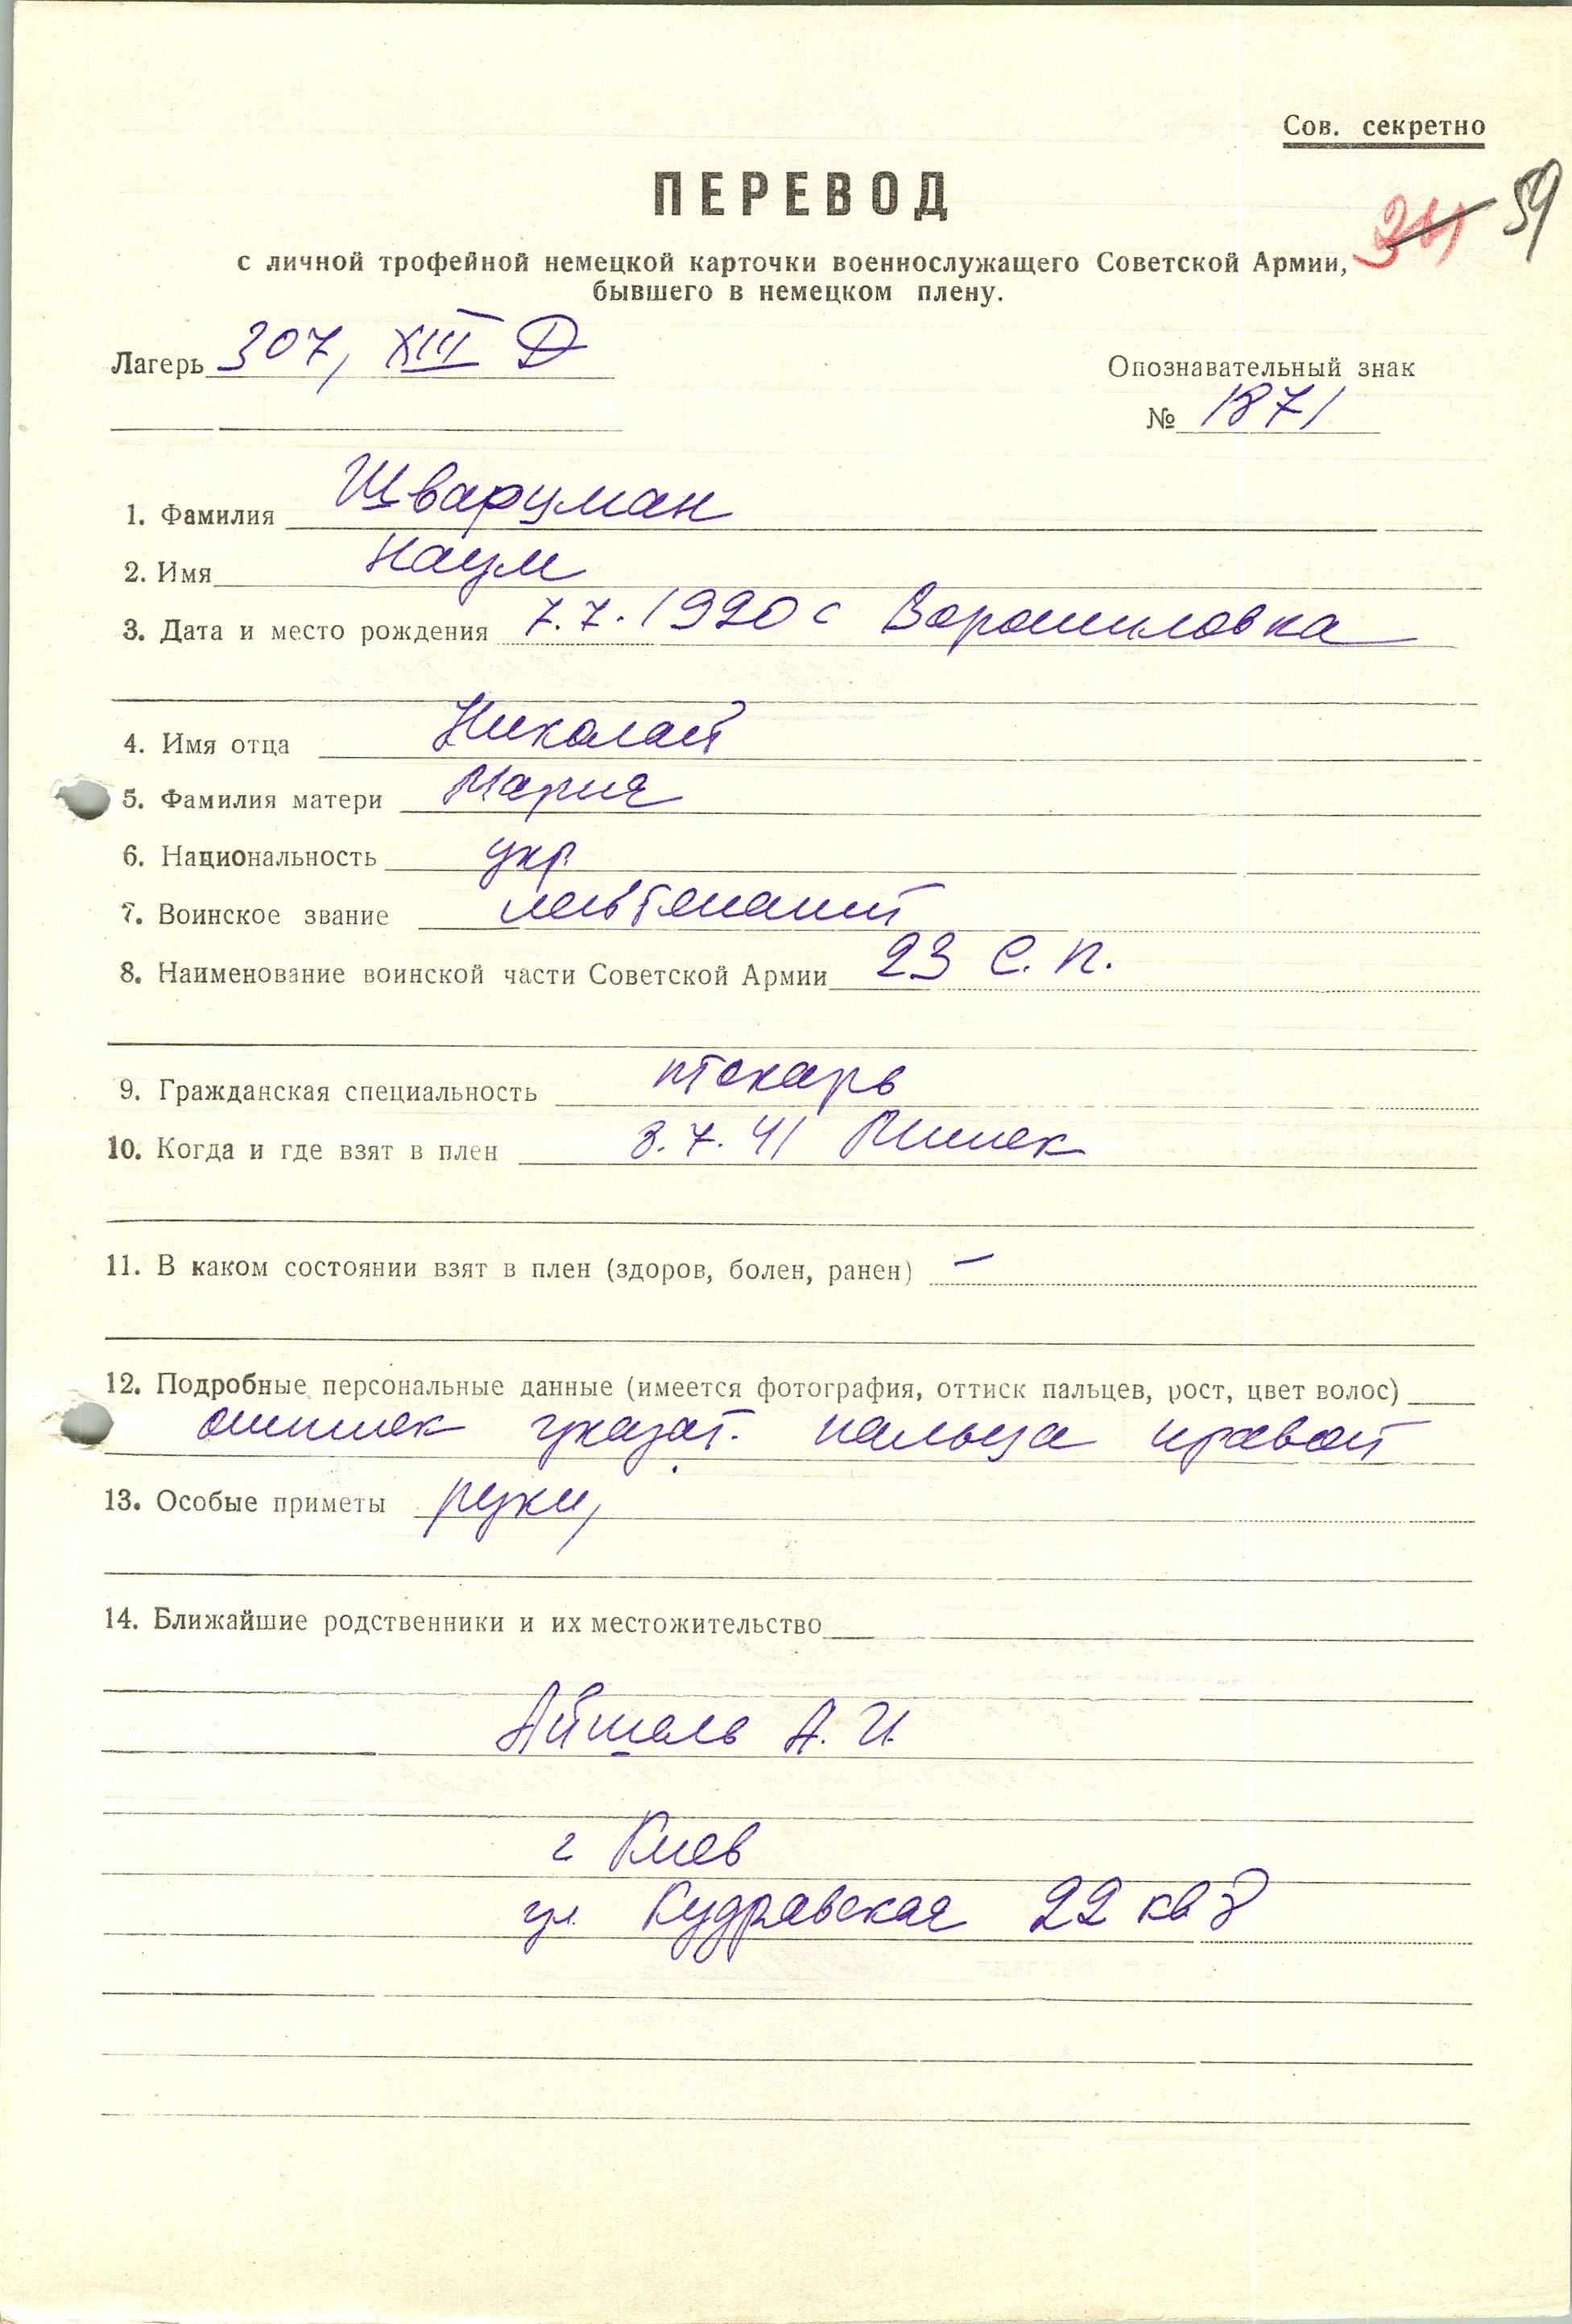 Сов. секретно
ПЕРЕВОД
59
с личной трофейной немецкой карточки военнослужащего Советской Армии,
бывшего в немецком плену.
Лагерь 307, XIII D
Опознавательный знак
№ 1871
1. Фамилия Шварцман
2. Имя Наум
3. Дата и место рождения 7.7.1920 с Ворошиловка
4. Имя отца Николай
5. Фамилия матери Мария
6. Национальность укр
7. Воинское звание лейтенант
8. Наименование воинской части Советской Армии 23 с. п.
9. Гражданская специальность
10. Когда и где взят в плен 3.7.41 Минск
11. В каком состоянии взят в плен (здоров, болен, ранен) –
12. Подробные персональные данные (имеется фотография, оттиск пальцев, рост, цвет волос)
оттиск указат. пальца правой
13. Особые приметы руки,
14. Ближайшие родственники и их местожительство
Айшель А. И.
г Киев
ул. Кудрявская 22 кв 8